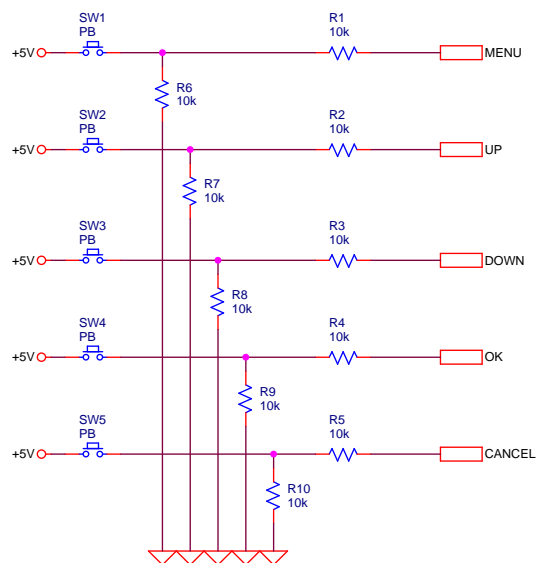 SW1
PB
R1
10k
+5V
MENU
R6
10k
SW2
PB
R2
10k
+5V
UP
R7
10k
SW3
PB
R3
10k
+5V
DOWN
R8
10k
SW4
PB
R4
10k
+5V
OK
R9
10k
SW5
PB
R5
10k
+5V
CANCEL
R10
10k